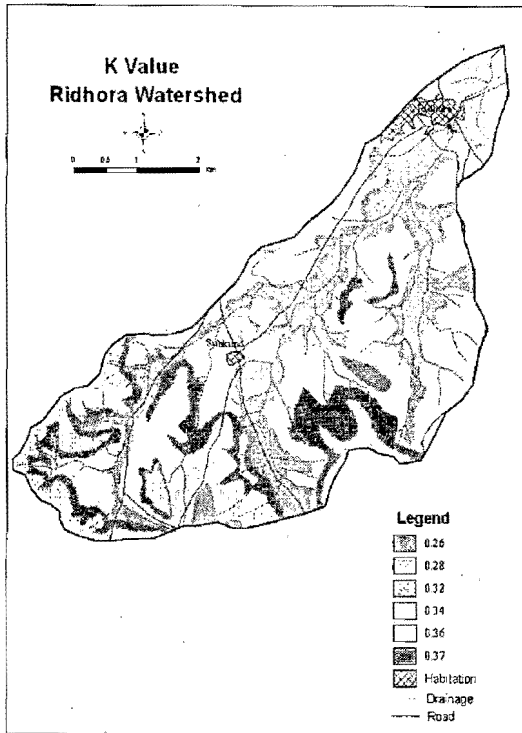 K Value
Ridhora Watershed
0 0.5 1 2
Km
Legend
0.26
0.28
0.32
0.34
0.36
0.37
Habitation
Drainage
Road